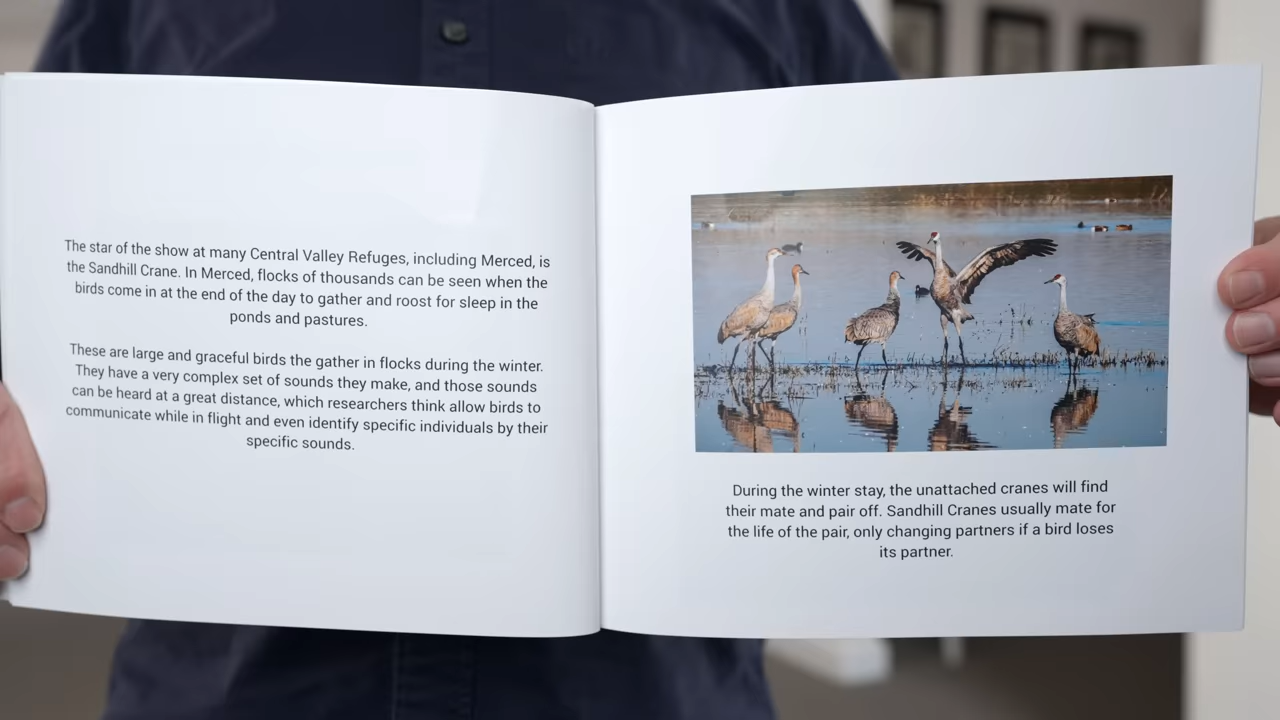 The star of the show at many Central Valley Refuges, including Merced, is
the Sandhill Crane. In Merced, flocks of thousands can be seen when the
birds come in at the end of the day to gather and roost for sleep in the
ponds and pastures.
These are large and graceful birds the gather in flocks during the winter.
They have a very complex set of sounds they make, and those sounds
can be heard at a great distance, which researchers think allow birds to
communicate while in flight and even identify specific individuals by their
specific sounds.
During the winter stay, the unattached cranes will find
their mate and pair off. Sandhill Cranes usually mate for
the life of the pair, only changing partners if a bird loses
its partner.